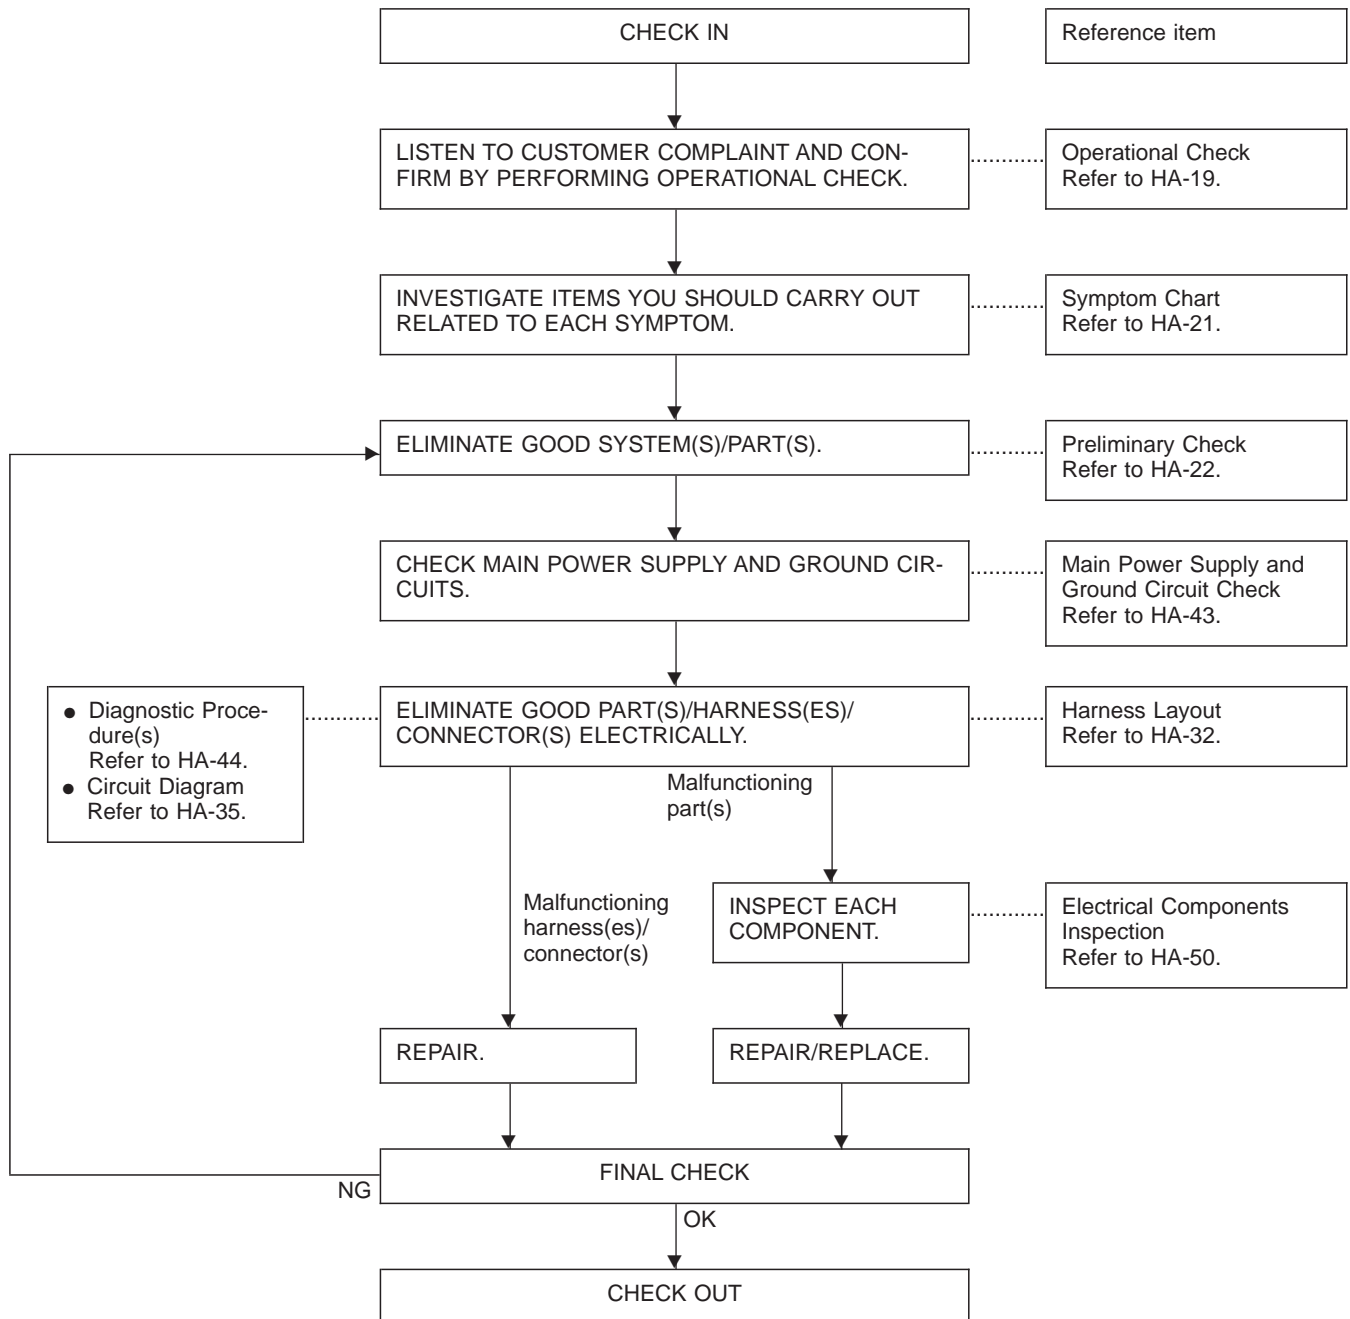 CHECK IN
Reference item
LISTEN TO CUSTOMER COMPLAINT AND CON-
FIRM BY PERFORMING OPERATIONAL CHECK.
Operational Check
Refer to HA-19.
INVESTIGATE ITEMS YOU SHOULD CARRY OUT
RELATED TO EACH SYMPTOM.
Symptom Chart
Refer to HA-21.
ELIMINATE GOOD SYSTEM(S)/PART(S).
Preliminary Check
Refer to HA-22.
CHECK MAIN POWER SUPPLY AND GROUND CIR-
CUITS.
Main Power Supply and
Ground Circuit Check
Refer to HA-43.
● Diagnostic Proce-
dure(s)
Refer to HA-44.
● Circuit Diagram
Refer to HA-35.
ELIMINATE GOOD PART(S)/HARNESS(ES)/
CONNECTOR(S) ELECTRICALLY.
Harness Layout
Refer to HA-32.
Malfunctioning
part(s)
Malfunctioning
harness(es)/
connector(s)
INSPECT EACH
COMPONENT.
Electrical Components
Inspection
Refer to HA-50.
REPAIR.
REPAIR/REPLACE.
FINAL CHECK
NG
OK
CHECK OUT